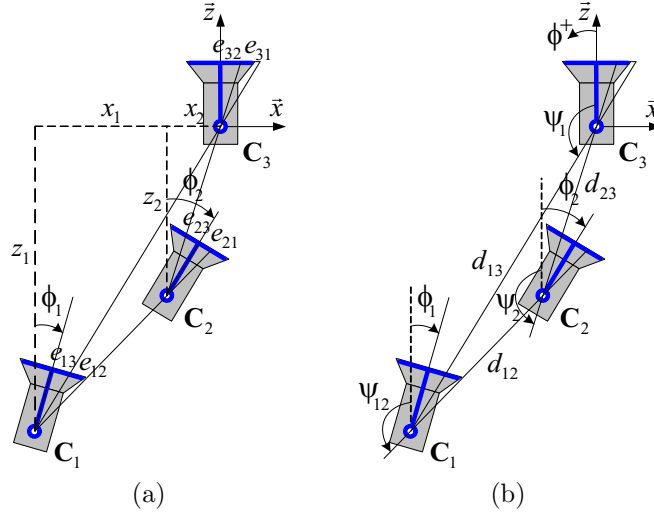 z⃗
e₃₂ e₃₁
x₁
x₂
x⃗
C₃
ϕ₂
z₂
z₁
e₂₃ e₂₁
C₂
ϕ₁
e₁₃ e₁₂
C₁
(a)
z⃗
ϕ⁺
x⃗
ψ₁
C₃
ϕ₂ d₂₃
d₁₃
ψ₂
C₂
ϕ₁
d₁₂
ψ₁₂
C₁
(b)